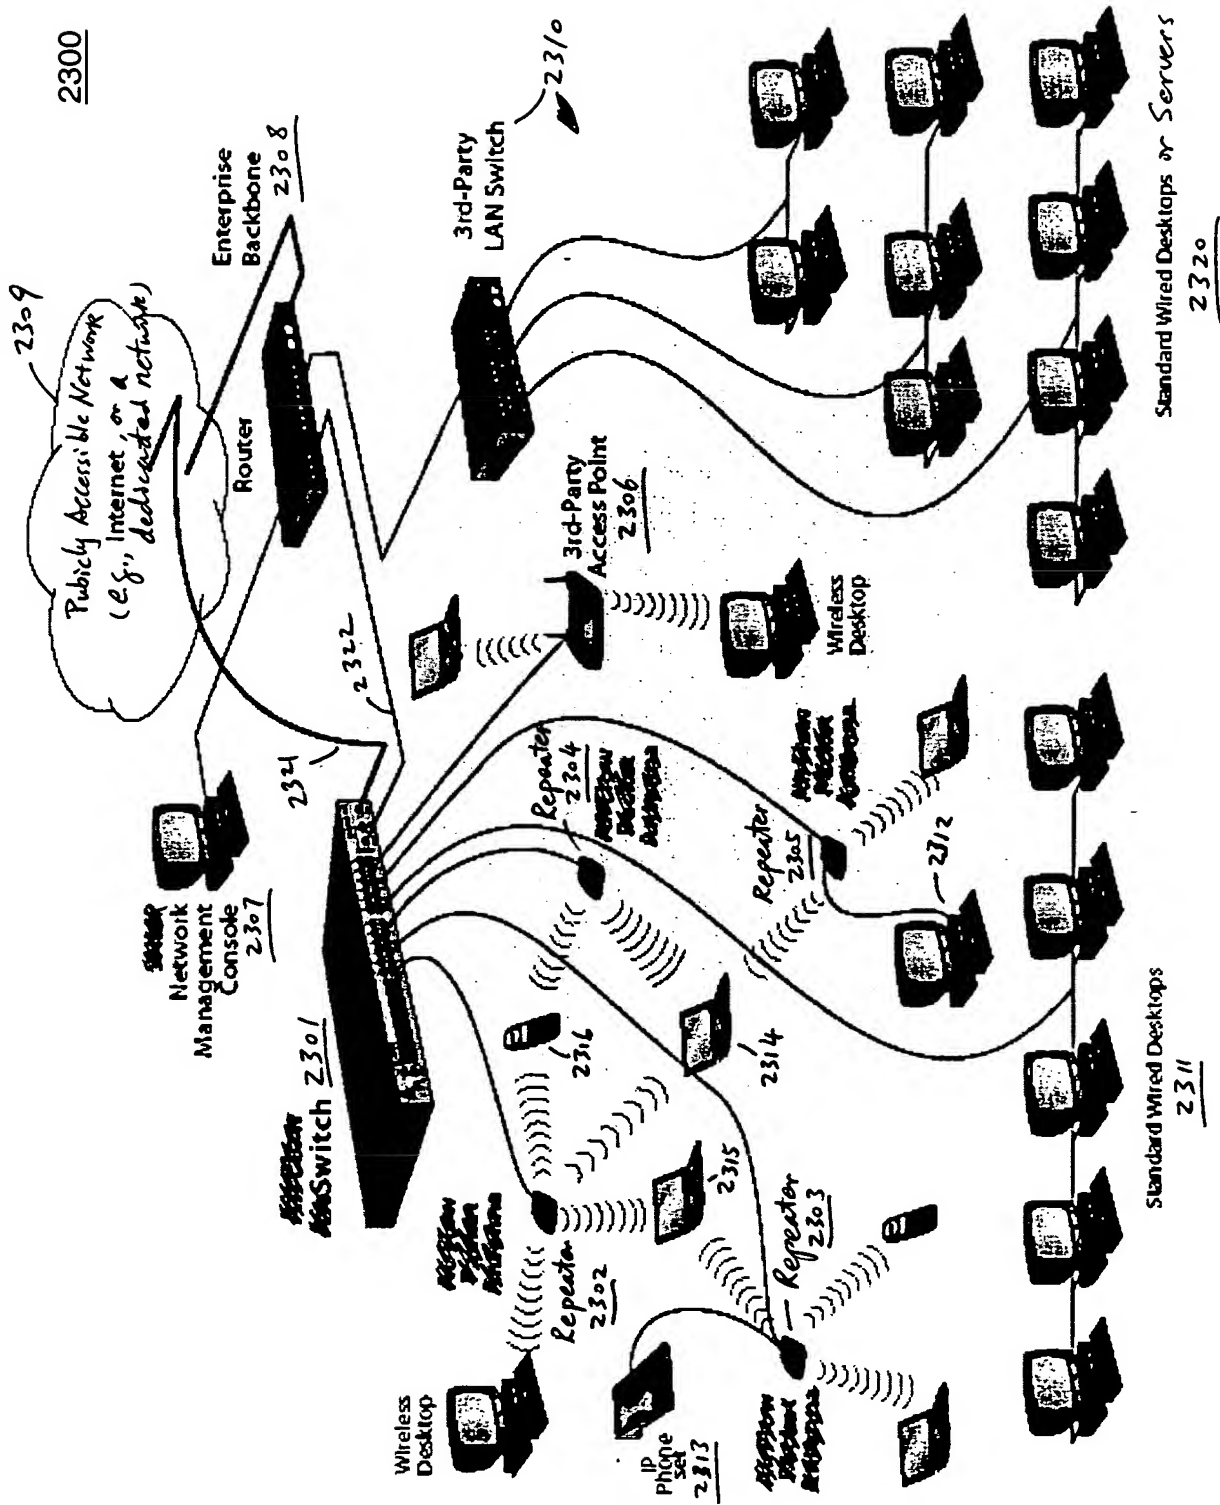 2300
2309
Pubicly Accessible Network
(e.g., Internet, or a
dedicated network)
Enterprise
Backbone
2308
Router
3rd-Party
LAN Switch
2310
Network
Management
Console
2307
2321
2322
Switch 2301
3rd-Party
Access Point
2306
Wireless
Desktop
Repeater
2304
Repeater
2305
2312
2316
2314
2315
Repeater
2302
Repeater
2303
Wireless
Desktop
IP
Phone
set
2313
Standard Wired Desktops
2311
Standard Wired Desktops or Servers
2320